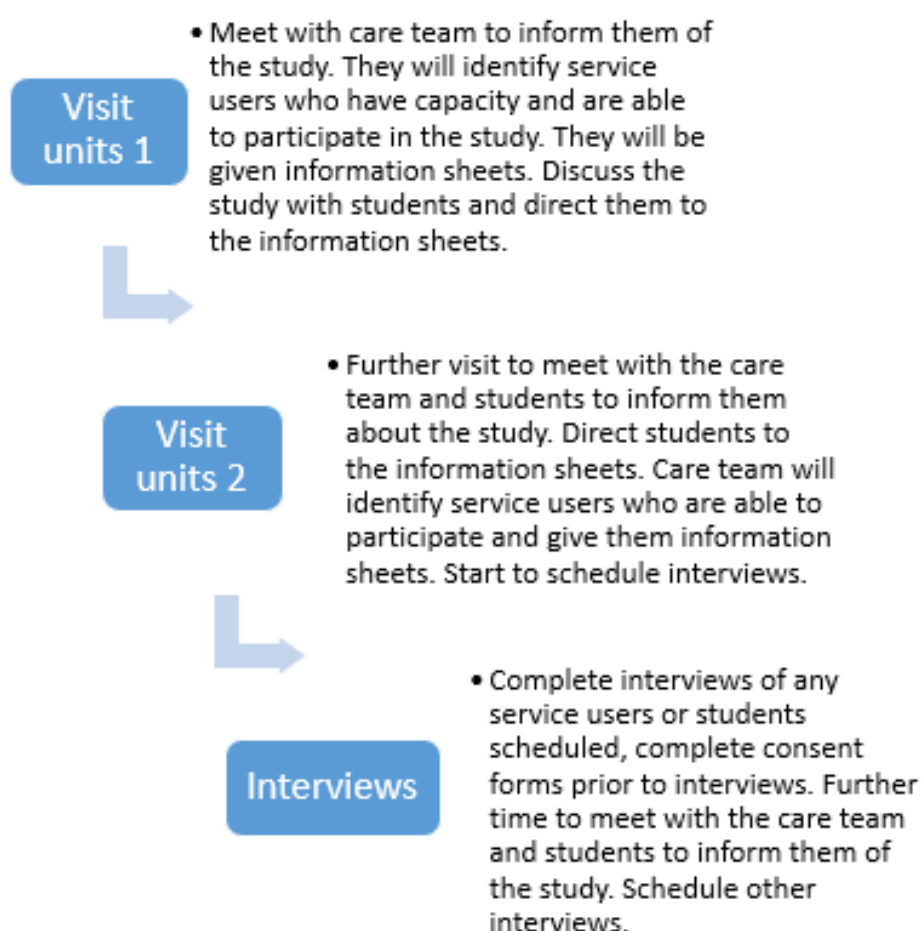 • Meet with care team to inform them of
the study. They will identify service
users who have capacity and are able
to participate in the study. They will be
given information sheets. Discuss the
study with students and direct them to
the information sheets.
Visit
units 1
• Further visit to meet with the care
team and students to inform them
about the study. Direct students to
the information sheets. Care team will
identify service users who are able to
participate and give them information
sheets. Start to schedule interviews.
Visit
units 2
• Complete interviews of any
service users or students
scheduled, complete consent
forms prior to interviews. Further
time to meet with the care team
and students to inform them of
the study. Schedule other
interviews.
Interviews